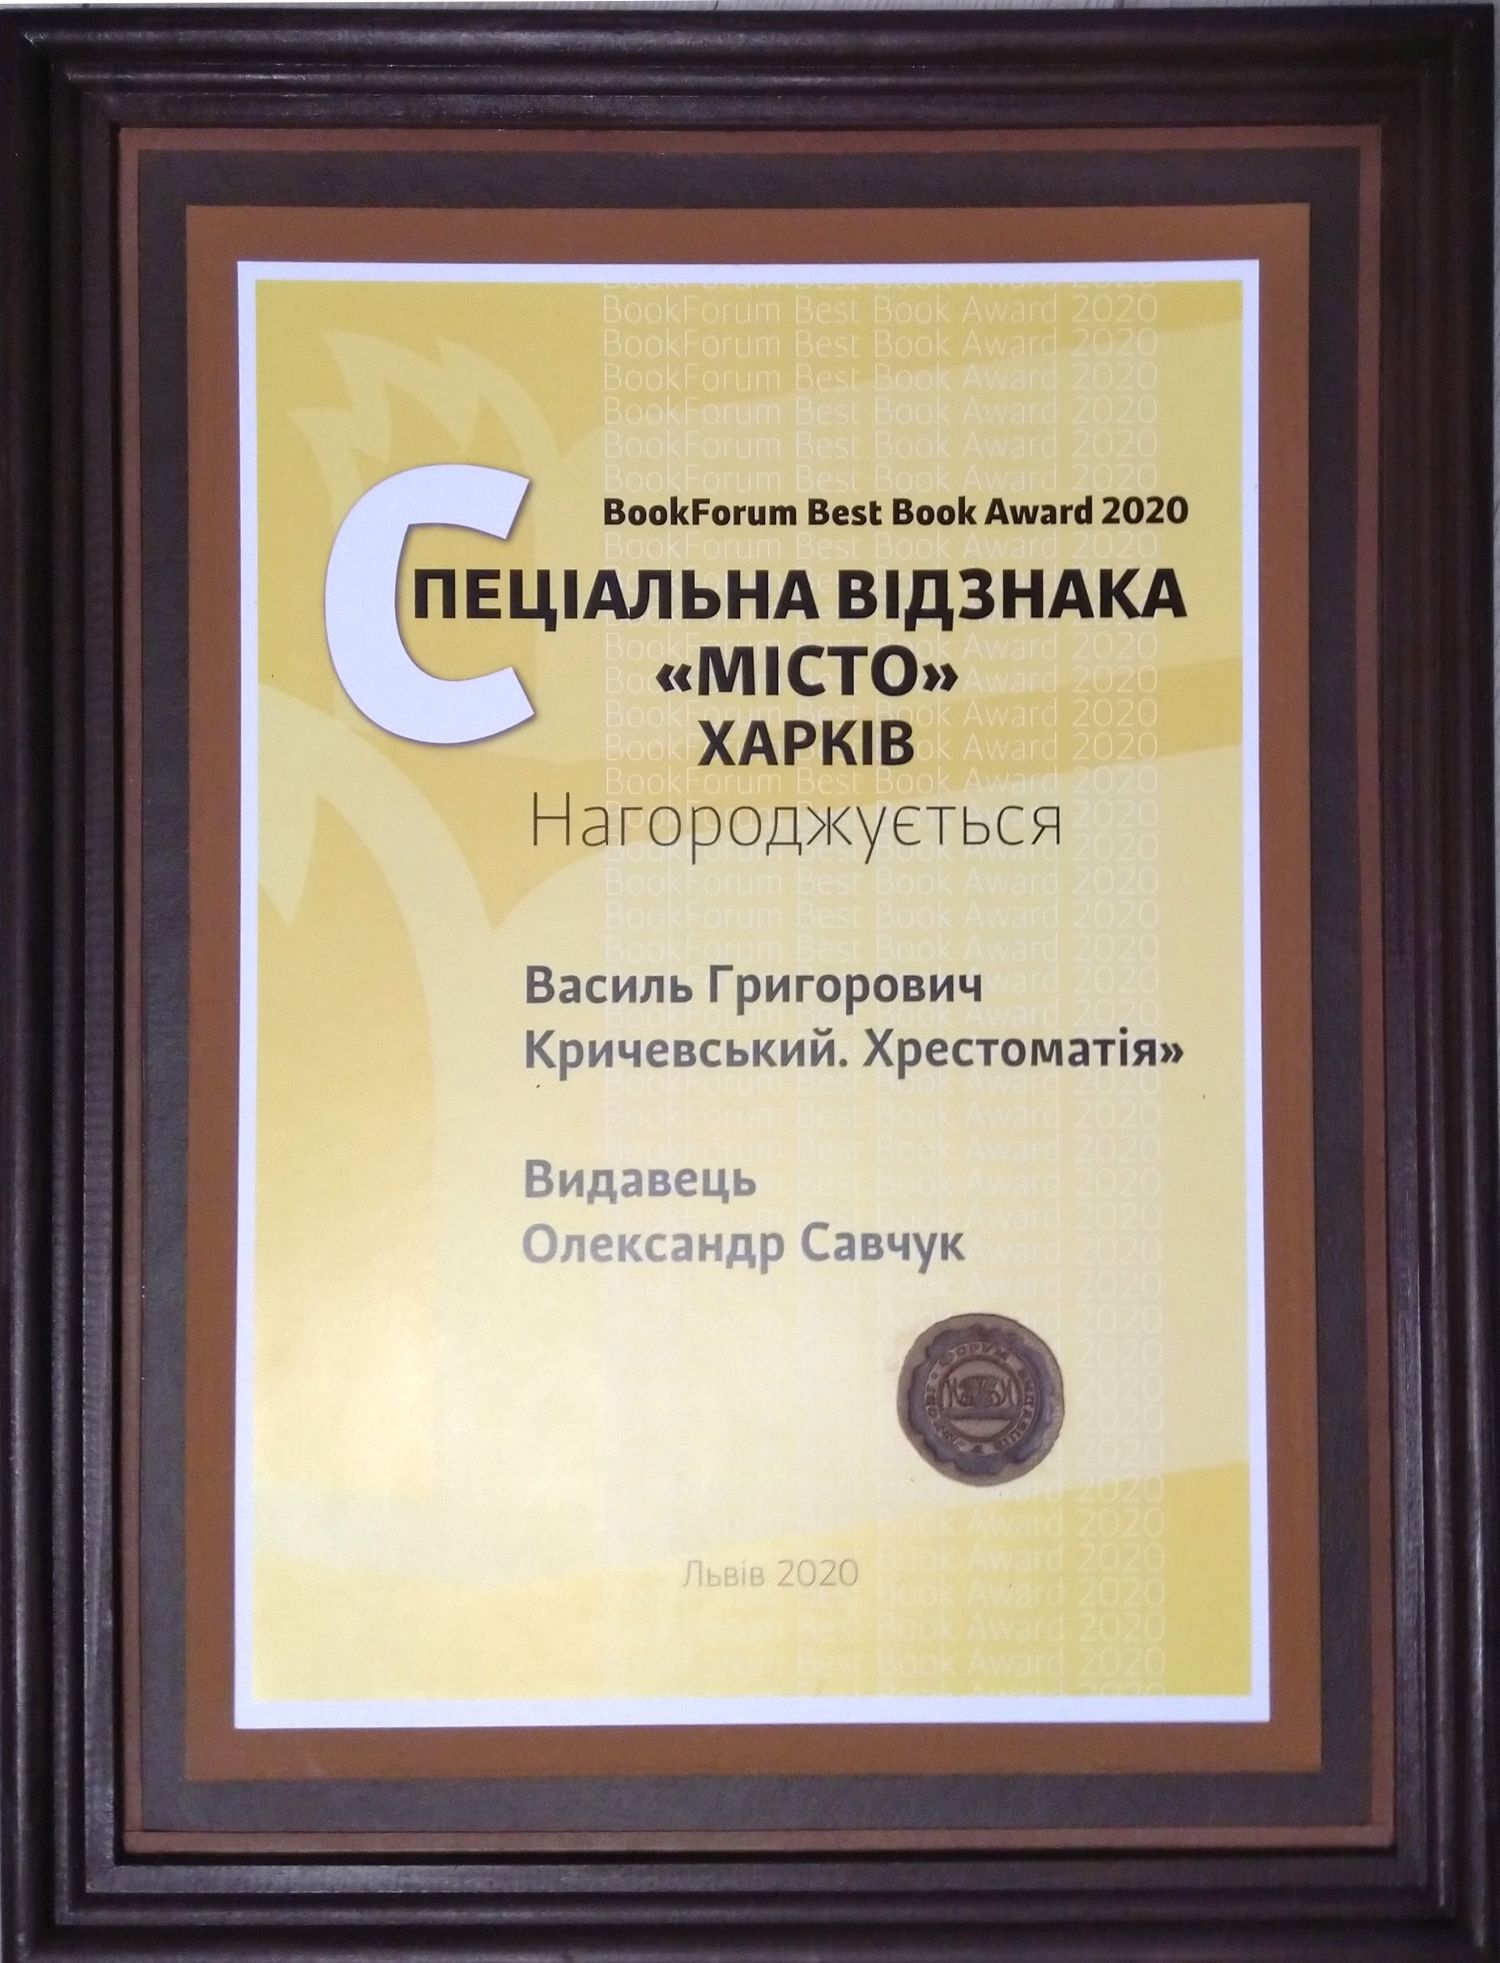 BookForum Best Book Award 2020
СПЕЦІАЛЬНА ВІДЗНАКА
«МІСТО»
ХАРКІВ
Нагороджується
Василь Григорович
Кричевський. Хрестоматія»
Видавець
Олександр Савчук
Львів 2020